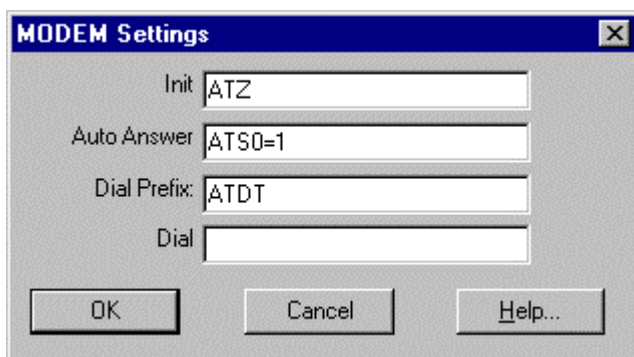 MODEM Settings
Init ATZ
Auto Answer ATS0=1
Dial Prefix: ATDT
Dial
OK Cancel Help...